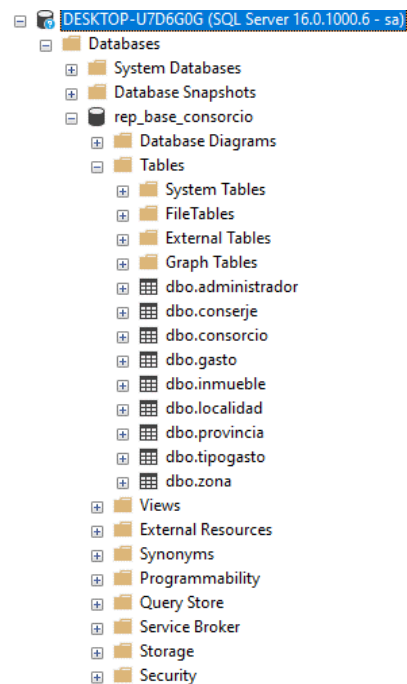 DESKTOP-U7D6G0G (SQL Server 16.0.1000.6 - sa)
Databases
System Databases
Database Snapshots
rep_base_consorcio
Database Diagrams
Tables
System Tables
FileTables
External Tables
Graph Tables
dbo.administrador
dbo.conserje
dbo.consorcio
dbo.gasto
dbo.inmueble
dbo.localidad
dbo.provincia
dbo.tipogasto
dbo.zona
Views
External Resources
Synonyms
Programmability
Query Store
Service Broker
Storage
Security